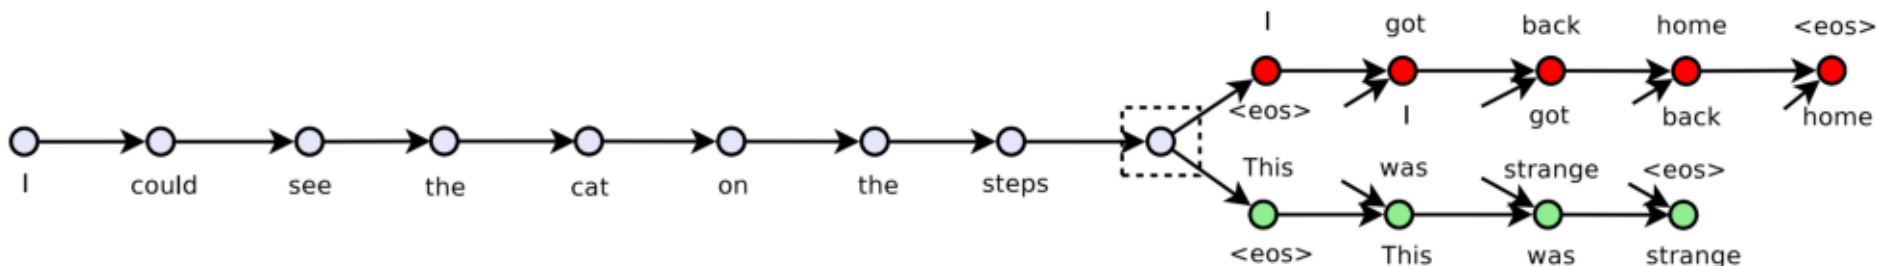 I got back home <eos>
<eos> I got back home
I could see the cat on the steps
This was strange <eos>
<eos> This was strange